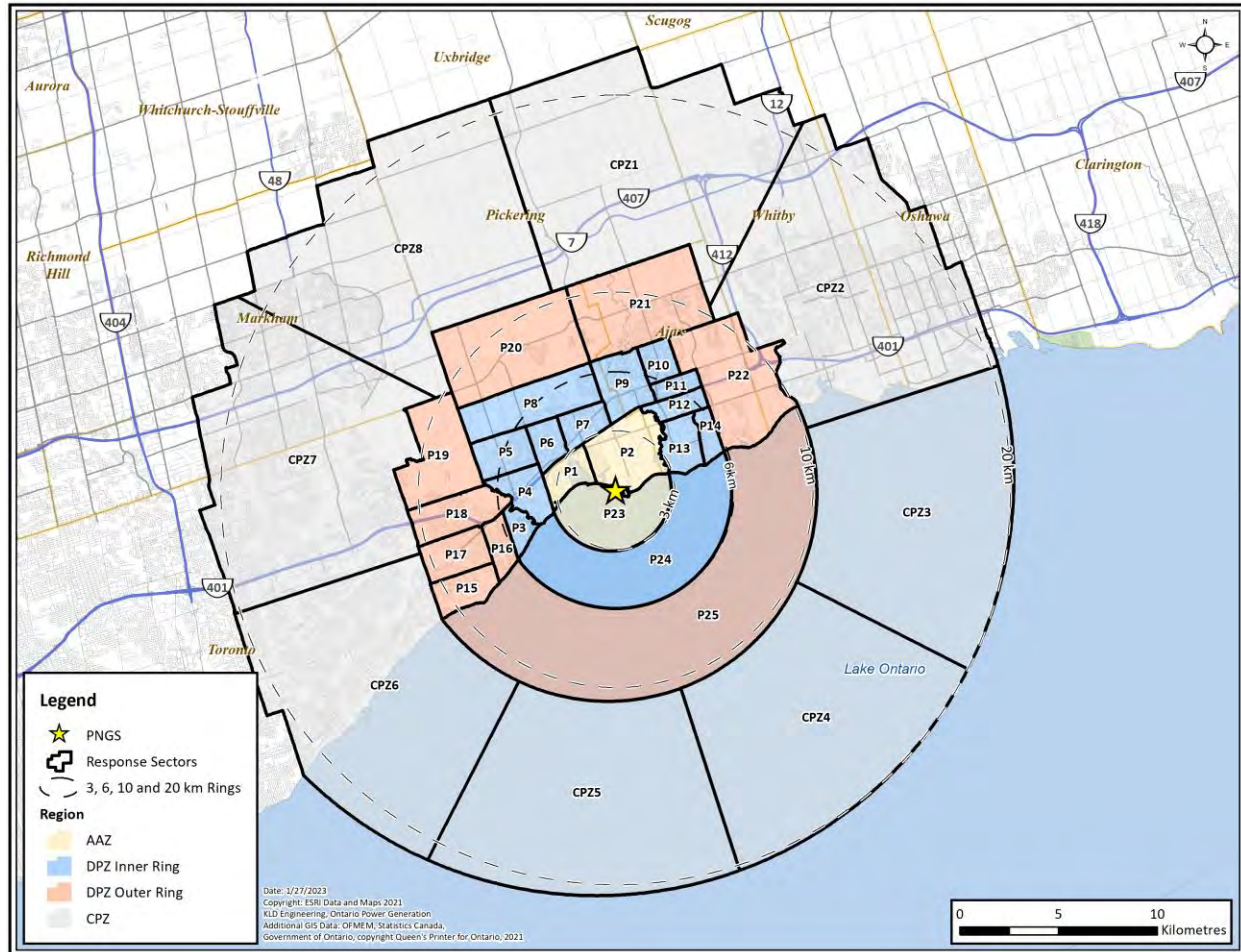 Scugog
Uxbridge
Aurora
Whitchurch-Stouffville
N
W
E
S
407
12
48
CPZ1
Clarington
407
Pickering
Whitby
Oshawa
418
7
CPZ8
Richmond
Hill
412
CPZ2
404
Markham
P21
Ajax
401
P20
P10
P9
P22
P11
P8
P12
P7
P6
P14
P5
P2
P13
P19
CPZ7
P1
6 km
10 km
20 km
P4
3 km
P23
CPZ3
P18
P3
P16
P17
P24
P15
401
P25
Toronto
Lake Ontario
CPZ6
CPZ4
CPZ5
Legend
PNGS
Response Sectors
3, 6, 10 and 20 km Rings
Region
AAZ
DPZ Inner Ring
DPZ Outer Ring
CPZ
Date: 1/27/2023
Copyright: ESRI Data and Maps 2021
KLD Engineering, Ontario Power Generation
Additional GIS Data: OFMEM, Statistics Canada,
Government of Ontario, copyright Queen's Printer for Ontario, 2021
0 5 10
Kilometres